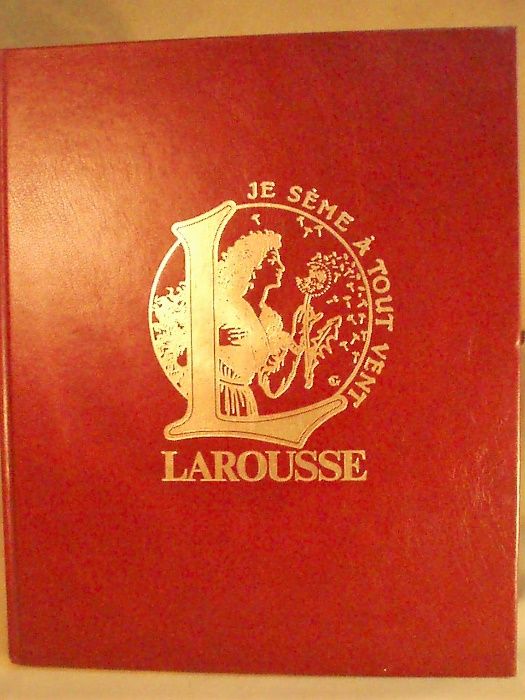 JE SÈME À TOUT VENT
L
LAROUSSE